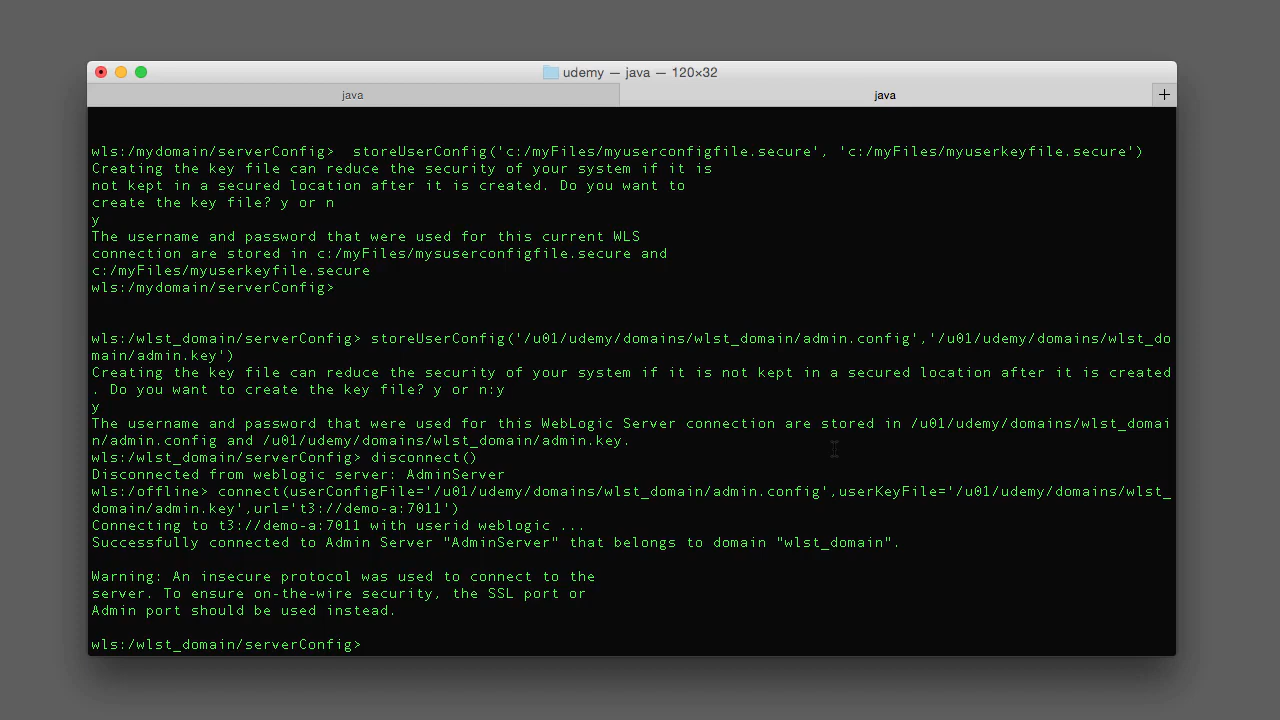 udemy — java — 120×32
java
java
+
wls:/mydomain/serverConfig>  storeUserConfig('c:/myFiles/myuserconfigfile.secure', 'c:/myFiles/myuserkeyfile.secure')
Creating the key file can reduce the security of your system if it is
not kept in a secured location after it is created. Do you want to
create the key file? y or n
y
The username and password that were used for this current WLS
connection are stored in c:/myFiles/mysuserconfigfile.secure and
c:/myFiles/myuserkeyfile.secure
wls:/mydomain/serverConfig>
wls:/wlst_domain/serverConfig> storeUserConfig('/u01/udemy/domains/wlst_domain/admin.config','/u01/udemy/domains/wlst_do
main/admin.key')
Creating the key file can reduce the security of your system if it is not kept in a secured location after it is created
. Do you want to create the key file? y or n:y
y
The username and password that were used for this WebLogic Server connection are stored in /u01/udemy/domains/wlst_domai
n/admin.config and /u01/udemy/domains/wlst_domain/admin.key.
wls:/wlst_domain/serverConfig> disconnect()
Disconnected from weblogic server: AdminServer
wls:/offline> connect(userConfigFile='/u01/udemy/domains/wlst_domain/admin.config',userKeyFile='/u01/udemy/domains/wlst_
domain/admin.key',url='t3://demo-a:7011')
Connecting to t3://demo-a:7011 with userid weblogic ...
Successfully connected to Admin Server "AdminServer" that belongs to domain "wlst_domain".
Warning: An insecure protocol was used to connect to the
server. To ensure on-the-wire security, the SSL port or
Admin port should be used instead.
wls:/wlst_domain/serverConfig>